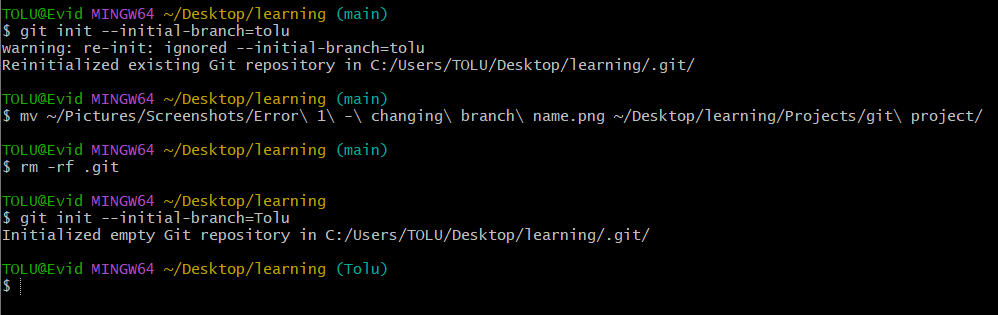 TOLU@Evid MINGW64 ~/Desktop/learning (main)
$ git init --initial-branch=tolu
warning: re-init: ignored --initial-branch=tolu
Reinitialized existing Git repository in C:/Users/TOLU/Desktop/learning/.git/
TOLU@Evid MINGW64 ~/Desktop/learning (main)
$ mv ~/Pictures/Screenshots/Error\ 1\ -\ changing\ branch\ name.png ~/Desktop/learning/Projects/git\ project/
TOLU@Evid MINGW64 ~/Desktop/learning (main)
$ rm -rf .git
TOLU@Evid MINGW64 ~/Desktop/learning
$ git init --initial-branch=Tolu
Initialized empty Git repository in C:/Users/TOLU/Desktop/learning/.git/
TOLU@Evid MINGW64 ~/Desktop/learning (Tolu)
$